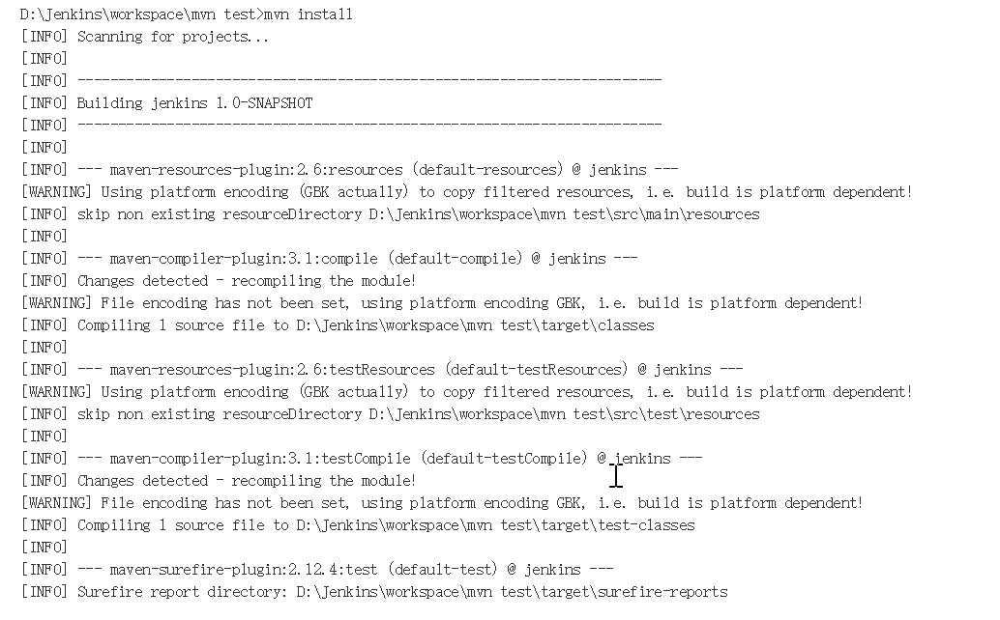 D:\Jenkins\workspace\mvn test>mvn install
[INFO] Scanning for projects...
[INFO]
[INFO] ------------------------------------------------------------------------
[INFO] Building jenkins 1.0-SNAPSHOT
[INFO] ------------------------------------------------------------------------
[INFO]
[INFO] --- maven-resources-plugin:2.6:resources (default-resources) @ jenkins ---
[WARNING] Using platform encoding (GBK actually) to copy filtered resources, i.e. build is platform dependent!
[INFO] skip non existing resourceDirectory D:\Jenkins\workspace\mvn test\src\main\resources
[INFO]
[INFO] --- maven-compiler-plugin:3.1:compile (default-compile) @ jenkins ---
[INFO] Changes detected - recompiling the module!
[WARNING] File encoding has not been set, using platform encoding GBK, i.e. build is platform dependent!
[INFO] Compiling 1 source file to D:\Jenkins\workspace\mvn test\target\classes
[INFO]
[INFO] --- maven-resources-plugin:2.6:testResources (default-testResources) @ jenkins ---
[WARNING] Using platform encoding (GBK actually) to copy filtered resources, i.e. build is platform dependent!
[INFO] skip non existing resourceDirectory D:\Jenkins\workspace\mvn test\src\test\resources
[INFO]
[INFO] --- maven-compiler-plugin:3.1:testCompile (default-testCompile) @ jenkins ---
[INFO] Changes detected - recompiling the module!
[WARNING] File encoding has not been set, using platform encoding GBK, i.e. build is platform dependent!
[INFO] Compiling 1 source file to D:\Jenkins\workspace\mvn test\target\test-classes
[INFO]
[INFO] --- maven-surefire-plugin:2.12.4:test (default-test) @ jenkins ---
[INFO] Surefire report directory: D:\Jenkins\workspace\mvn test\target\surefire-reports